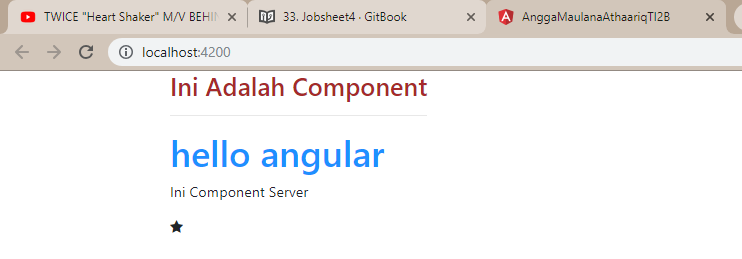 TWICE "Heart Shaker" M/V BEHIN
33. Jobsheet4 · GitBook
AnggaMaulanaAthaariqTI2B
localhost:4200
Ini Adalah Component
hello angular
Ini Component Server